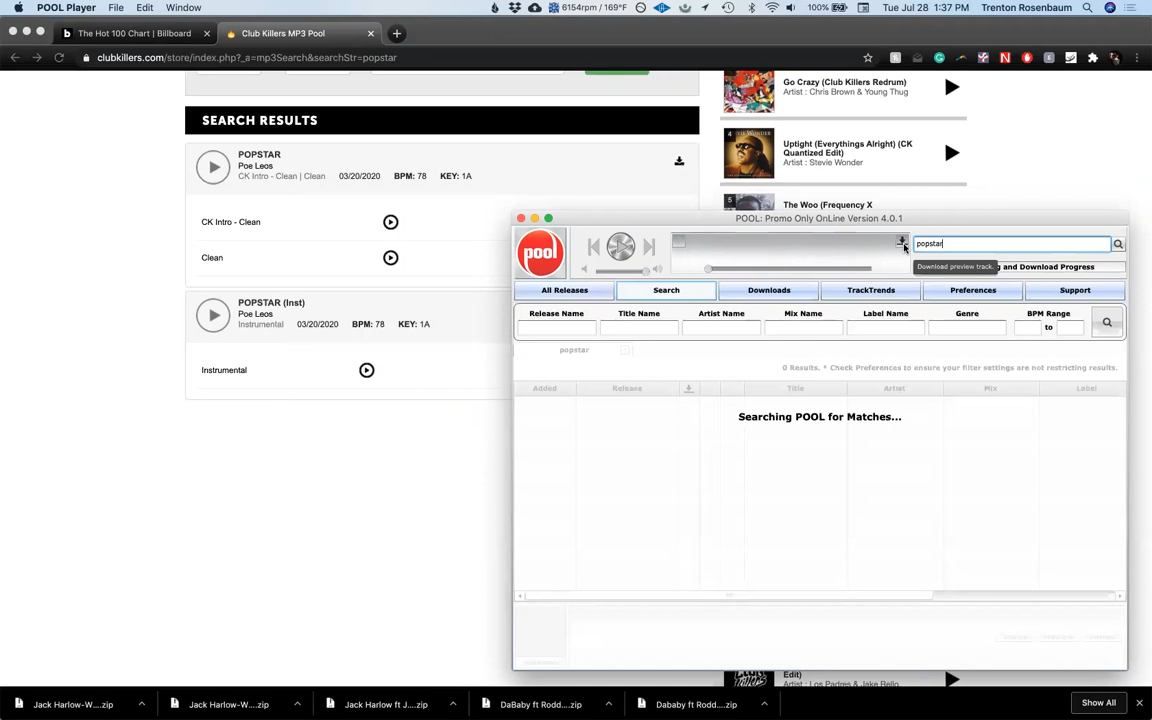 POOL Player File Edit Window
6154rpm / 169°F 100% Tue Jul 28 1:37 PM Trenton Rosenbaum
b The Hot 100 Chart | Billboard Club Killers MP3 Pool
clubkillers.com/store/index.php?_a=mp3Search&searchStr=popstar
SEARCH RESULTS
POPSTAR
Poe Leos
CK Intro - Clean | Clean 03/20/2020 BPM: 78 KEY: 1A
CK Intro - Clean
Clean
POPSTAR (Inst)
Poe Leos
Instrumental 03/20/2020 BPM: 78 KEY: 1A
Instrumental
Go Crazy (Club Killers Redrum)
Artist : Chris Brown & Young Thug
4
Uptight (Everythings Alright) (CK
Quantized Edit)
Artist : Stevie Wonder
5
The Woo (Frequency X
POOL: Promo Only OnLine Version 4.0.1
pool
popstar
Download preview track.
g and Download Progress
All Releases Search Downloads TrackTrends Preferences Support
Release Name Title Name Artist Name Mix Name Label Name Genre BPM Range
to
popstar
0 Results. * Check Preferences to ensure your filter settings are not restricting results.
Added Release Title Artist Mix Label
Searching POOL for Matches...
Edit)
Artist : Los Padres & Jake Bello
Jack Harlow-W....zip Jack Harlow-W....zip Jack Harlow ft J....zip DaBaby ft Rodd....zip Dababy ft Rodd....zip Show All